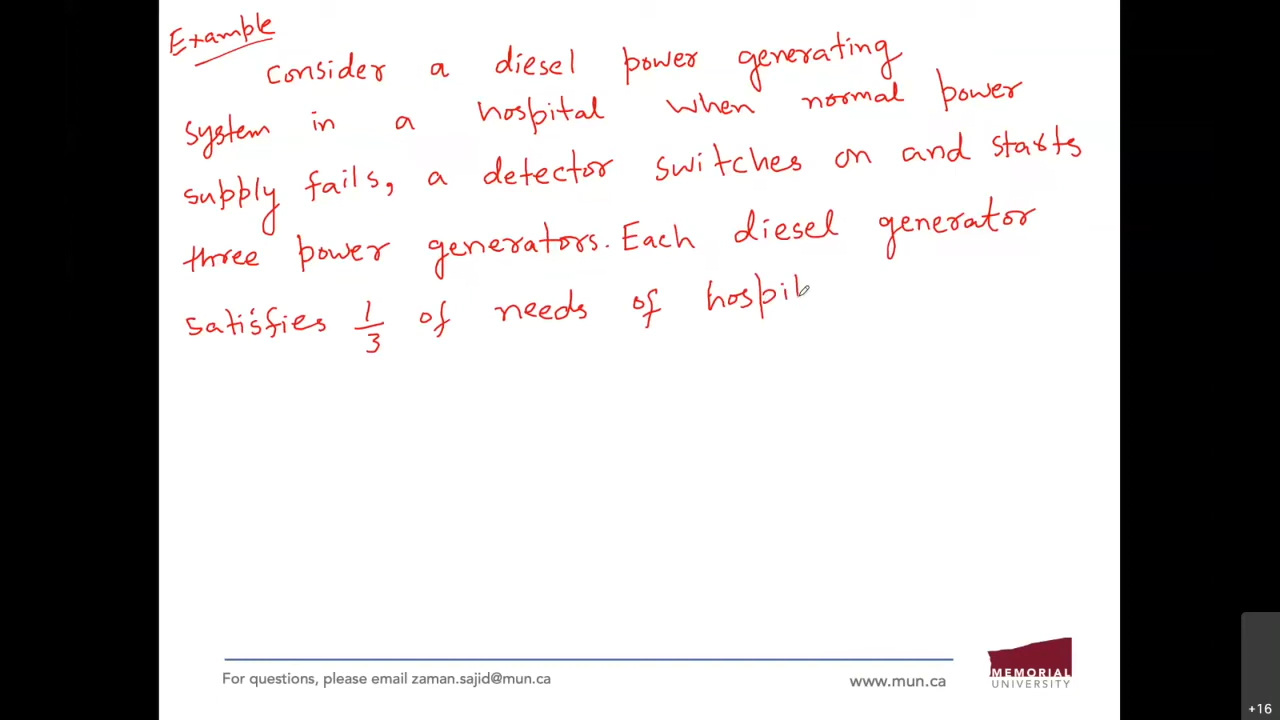 Example
Consider a diesel power generating
system in a hospital when normal power
supply fails, a detector switches on and starts
three power generators. Each diesel generator
satisfies 1/3 of needs of hospit
For questions, please email zaman.sajid@mun.ca
www.mun.ca
MEMORIAL
UNIVERSITY
+16